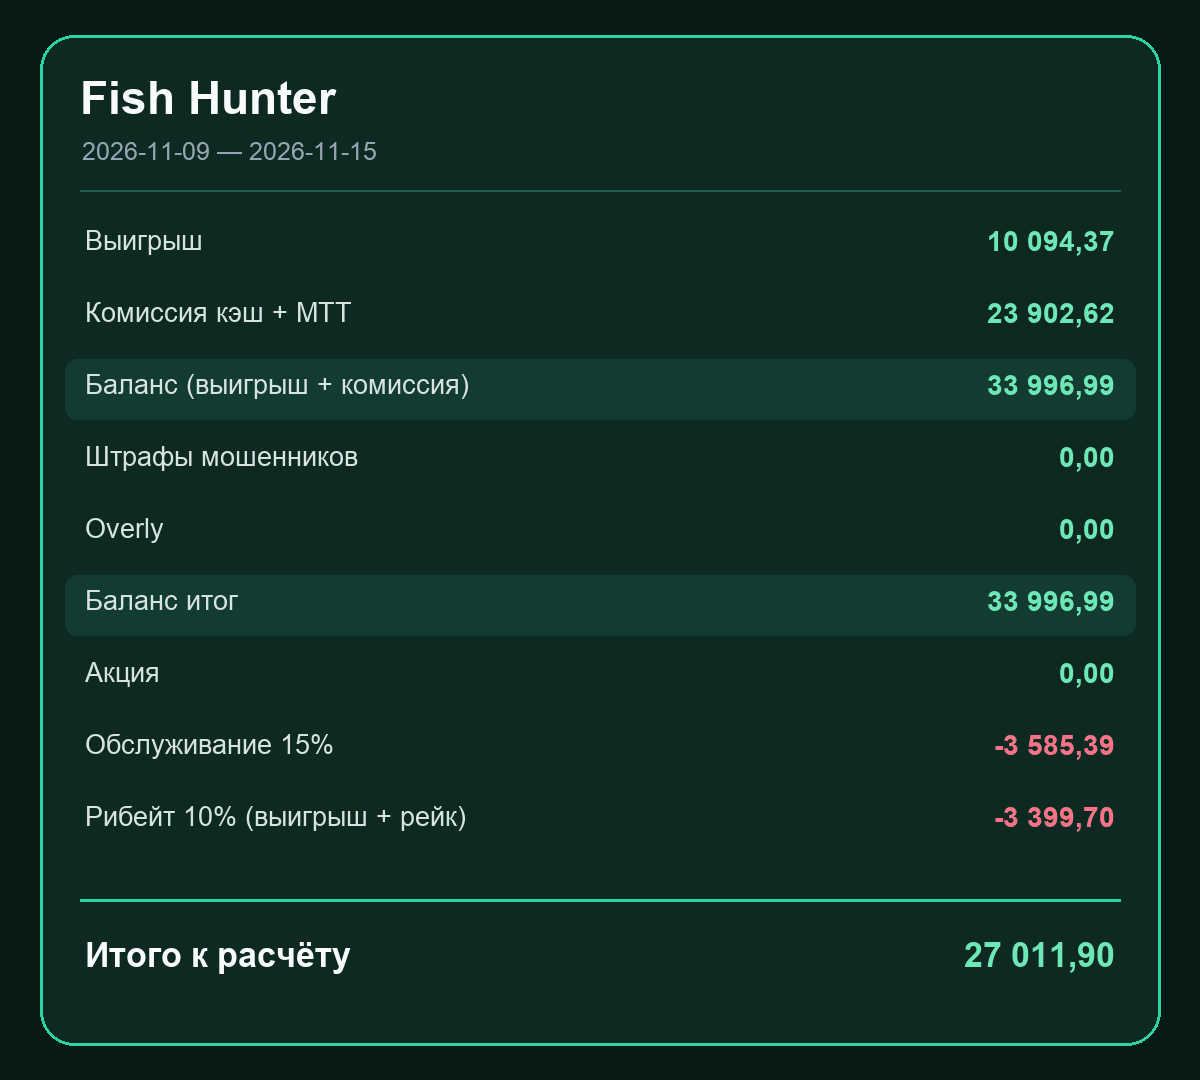 Fish Hunter
2026-11-09 — 2026-11-15
Выигрыш 10 094,37
Комиссия кэш + МТТ 23 902,62
Баланс (выигрыш + комиссия) 33 996,99
Штрафы мошенников 0,00
Overly 0,00
Баланс итог 33 996,99
Акция 0,00
Обслуживание 15% -3 585,39
Рибейт 10% (выигрыш + рейк) -3 399,70
Итого к расчёту 27 011,90